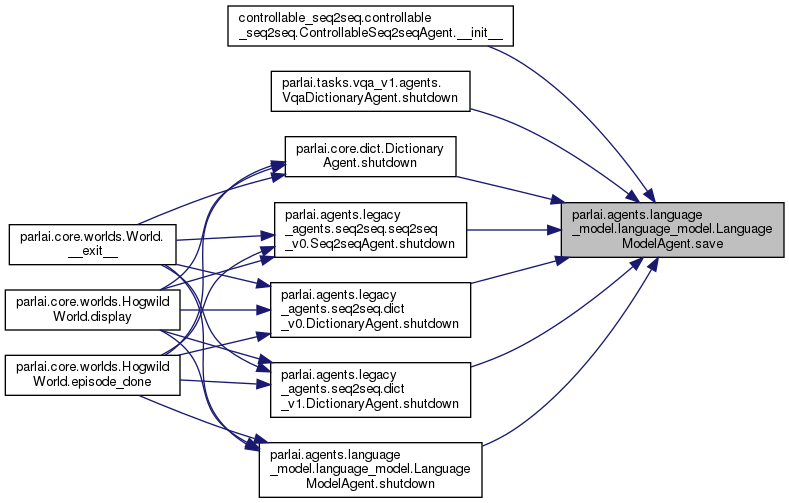 controllable_seq2seq.controllable
_seq2seq.ControllableSeq2seqAgent.__init__
parlai.tasks.vqa_v1.agents.
VqaDictionaryAgent.shutdown
parlai.core.dict.Dictionary
Agent.shutdown
parlai.agents.legacy
_agents.seq2seq.seq2seq
_v0.Seq2seqAgent.shutdown
parlai.agents.language
_model.language_model.Language
ModelAgent.save
parlai.core.worlds.World.
__exit__
parlai.core.worlds.Hogwild
World.display
parlai.agents.legacy
_agents.seq2seq.dict
_v0.DictionaryAgent.shutdown
parlai.core.worlds.Hogwild
World.episode_done
parlai.agents.legacy
_agents.seq2seq.dict
_v1.DictionaryAgent.shutdown
parlai.agents.language
_model.language_model.Language
ModelAgent.shutdown